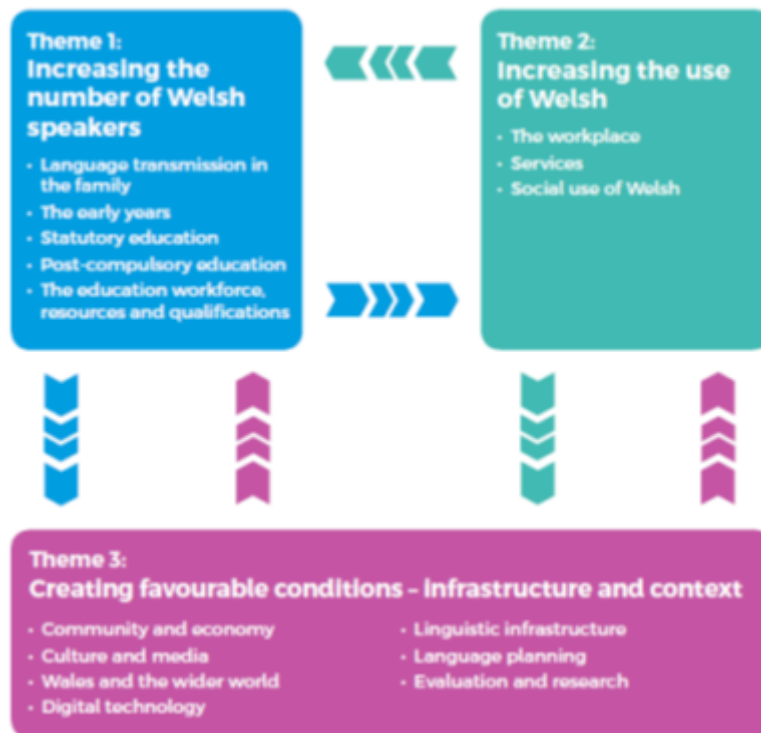 Theme 1:
Increasing the
number of Welsh
speakers
• Language transmission in
the family
• The early years
• Statutory education
• Post-compulsory education
• The education workforce,
resources and qualifications
Theme 2:
Increasing the use
of Welsh
• The workplace
• Services
• Social use of Welsh
Theme 3:
Creating favourable conditions – infrastructure and context
• Community and economy
• Culture and media
• Wales and the wider world
• Digital technology
• Linguistic infrastructure
• Language planning
• Evaluation and research